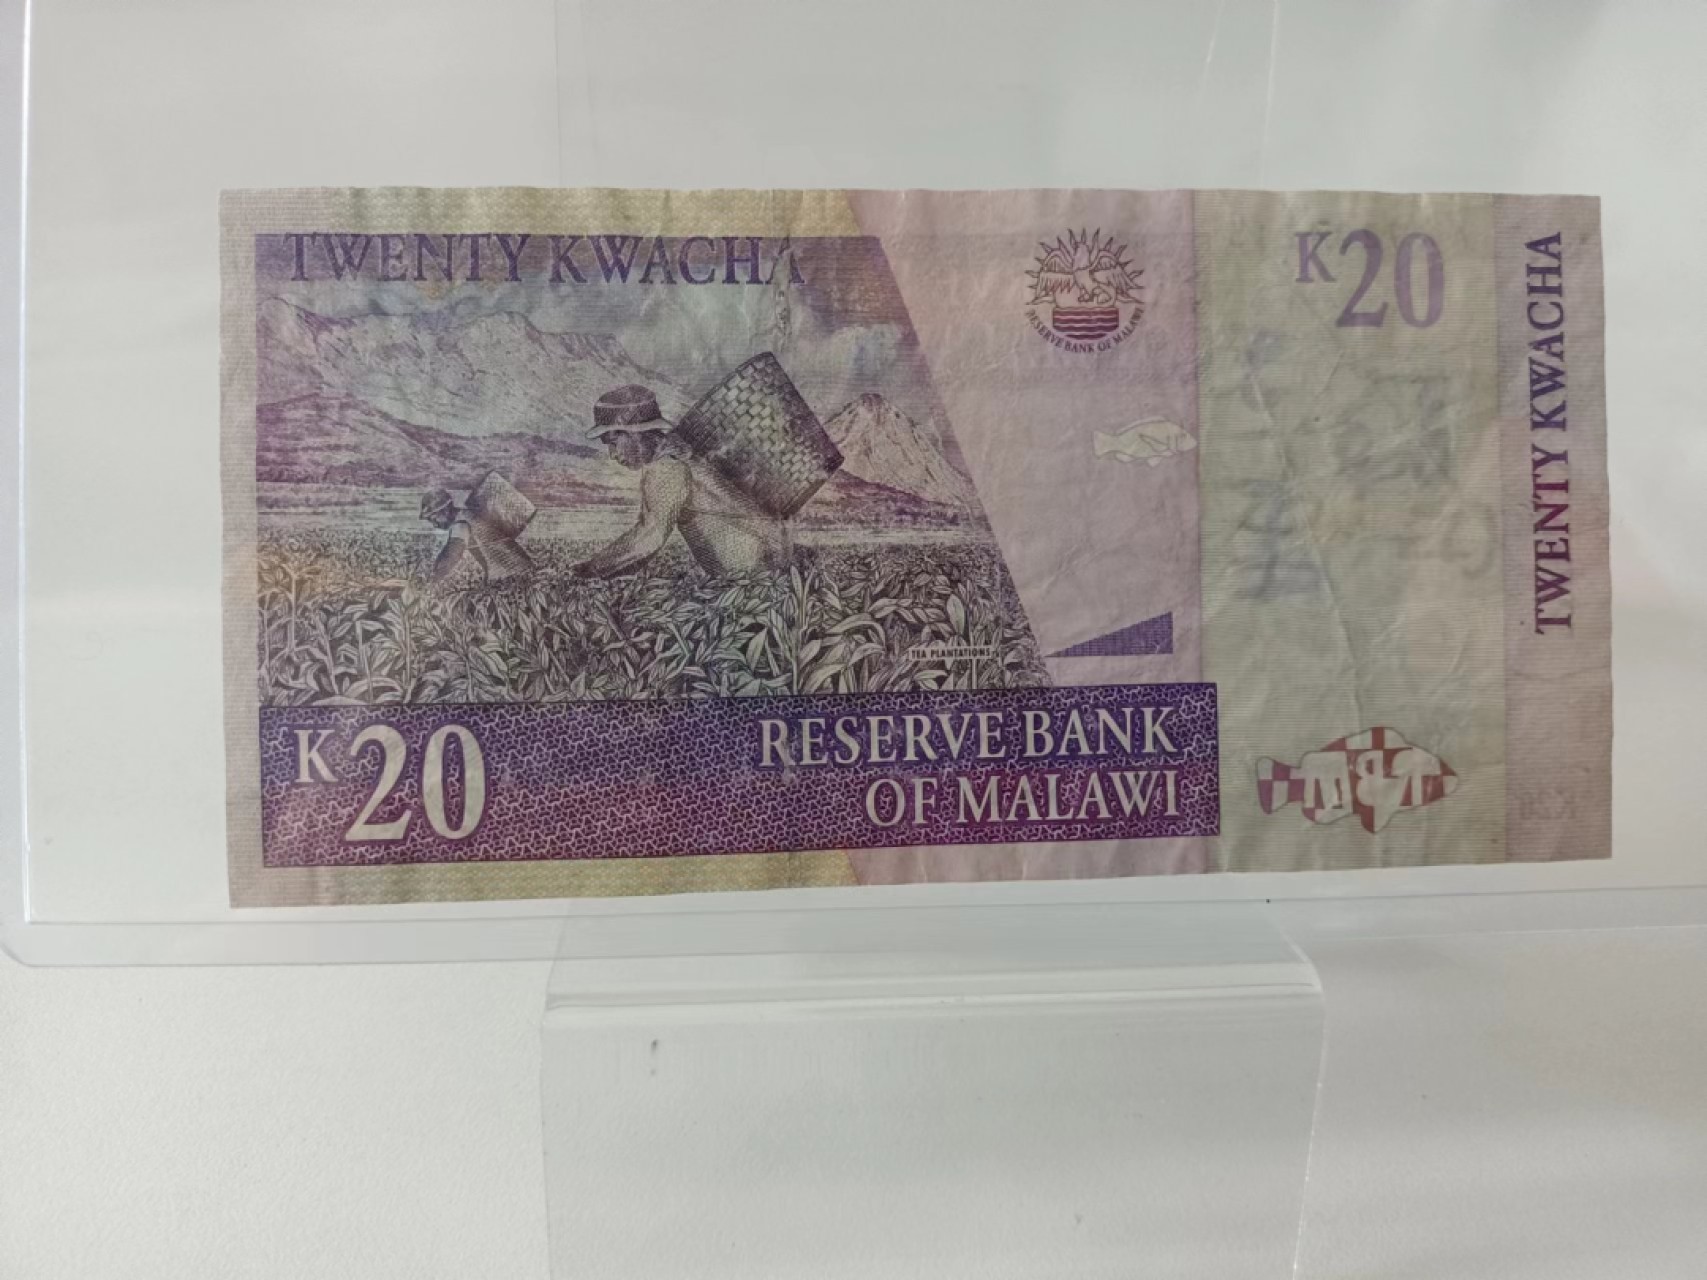 TWENTY KWACHA
RESERVE BANK OF MALAWI
K20
TWENTY KWACHA
TEA PLANTATIONS
K20
RESERVE BANK
OF MALAWI